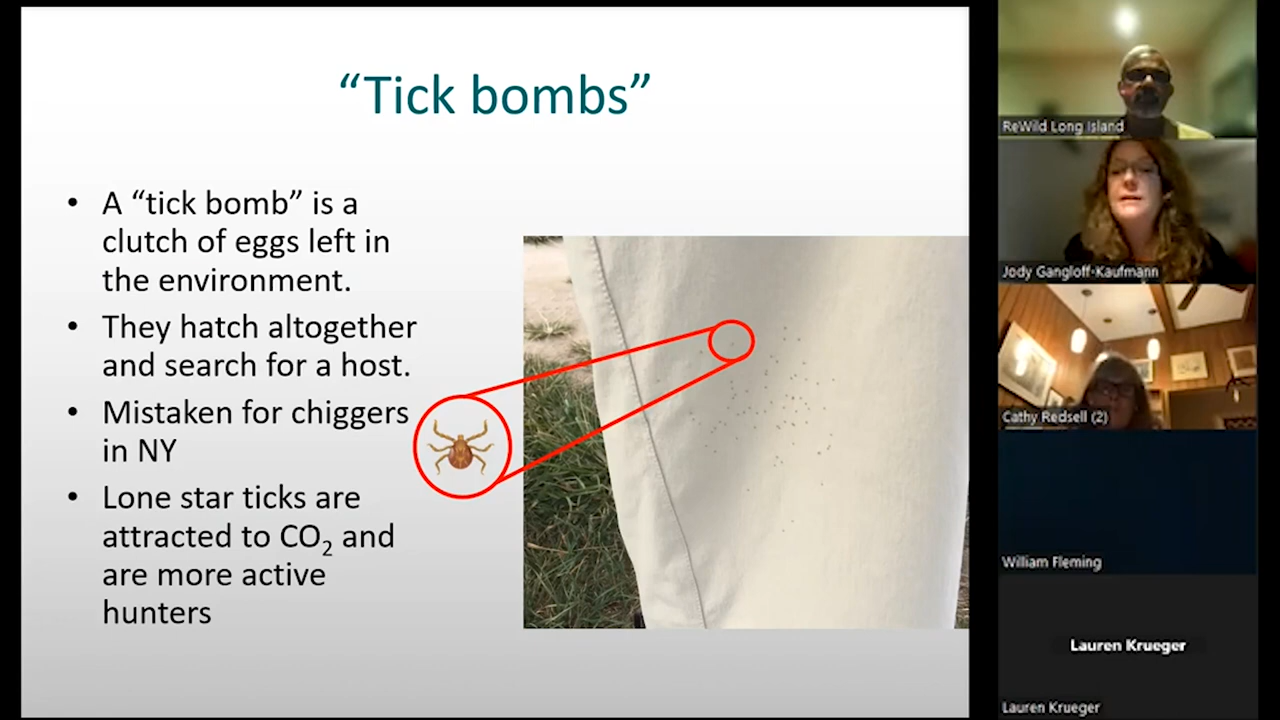 “Tick bombs”
• A “tick bomb” is a
clutch of eggs left in
the environment.
• They hatch altogether
and search for a host.
• Mistaken for chiggers
in NY
• Lone star ticks are
attracted to CO₂ and
are more active
hunters
ReWild Long Island
Jody Gangloff-Kaufmann
Cathy Redsell (2)
William Fleming
Lauren Krueger
Lauren Krueger